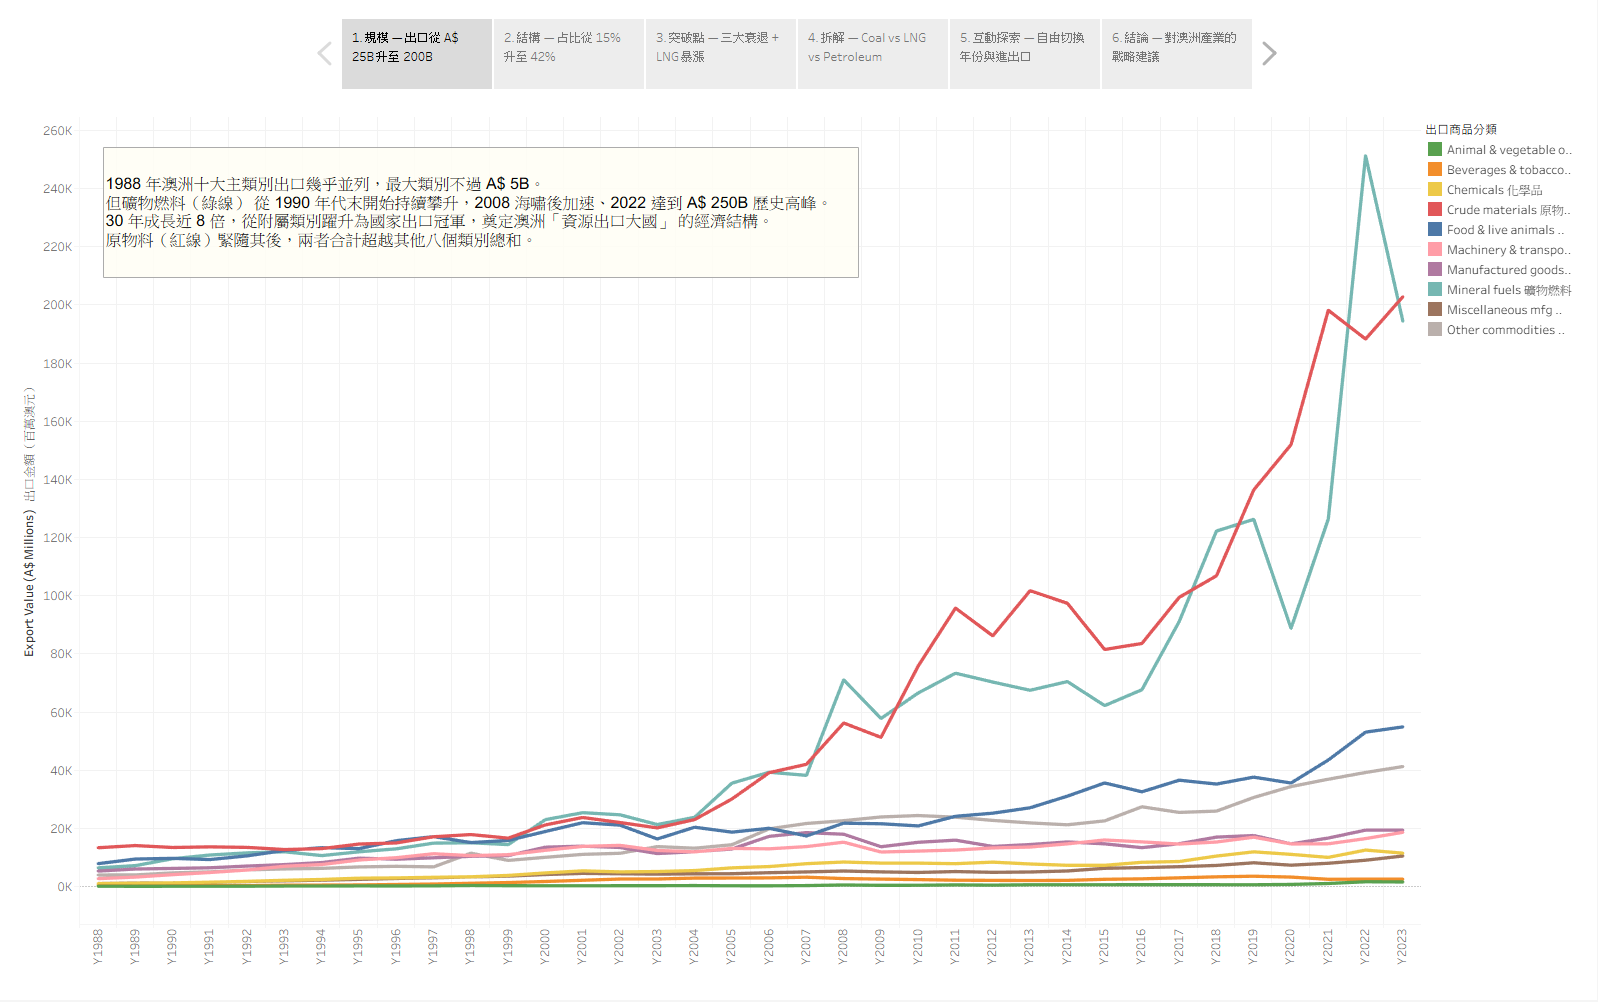 1. 規模 — 出口從 A$
25B升至 200B
2. 結構 — 占比從 15%
升至 42%
3. 突破點 — 三大衰退 +
LNG 暴漲
4. 拆解 — Coal vs LNG
vs Petroleum
5. 互動探索 — 自由切換
年份與進出口
6. 結論 — 對澳洲產業的
戰略建議
1988 年澳洲十大主類別出口幾乎並列，最大類別不過 A$ 5B。
但礦物燃料（綠線） 從 1990 年代末開始持續攀升，2008 海嘯後加速、2022 達到 A$ 250B 歷史高峰。
30 年成長近 8 倍，從附屬類別躍升為國家出口冠軍，奠定澳洲「資源出口大國」 的經濟結構。
原物料（紅線）緊隨其後，兩者合計超越其他八個類別總和。
出口商品分類
Animal & vegetable o..
Beverages & tobacco..
Chemicals 化學品
Crude materials 原物..
Food & live animals ..
Machinery & transpo..
Manufactured goods..
Mineral fuels 礦物燃料
Miscellaneous mfg ..
Other commodities ..
Export Value (A$ Millions) 出口金額（百萬澳元）
260K
240K
220K
200K
180K
160K
140K
120K
100K
80K
60K
40K
20K
0K
Y1988
Y1989
Y1990
Y1991
Y1992
Y1993
Y1994
Y1995
Y1996
Y1997
Y1998
Y1999
Y2000
Y2001
Y2002
Y2003
Y2004
Y2005
Y2006
Y2007
Y2008
Y2009
Y2010
Y2011
Y2012
Y2013
Y2014
Y2015
Y2016
Y2017
Y2018
Y2019
Y2020
Y2021
Y2022
Y2023